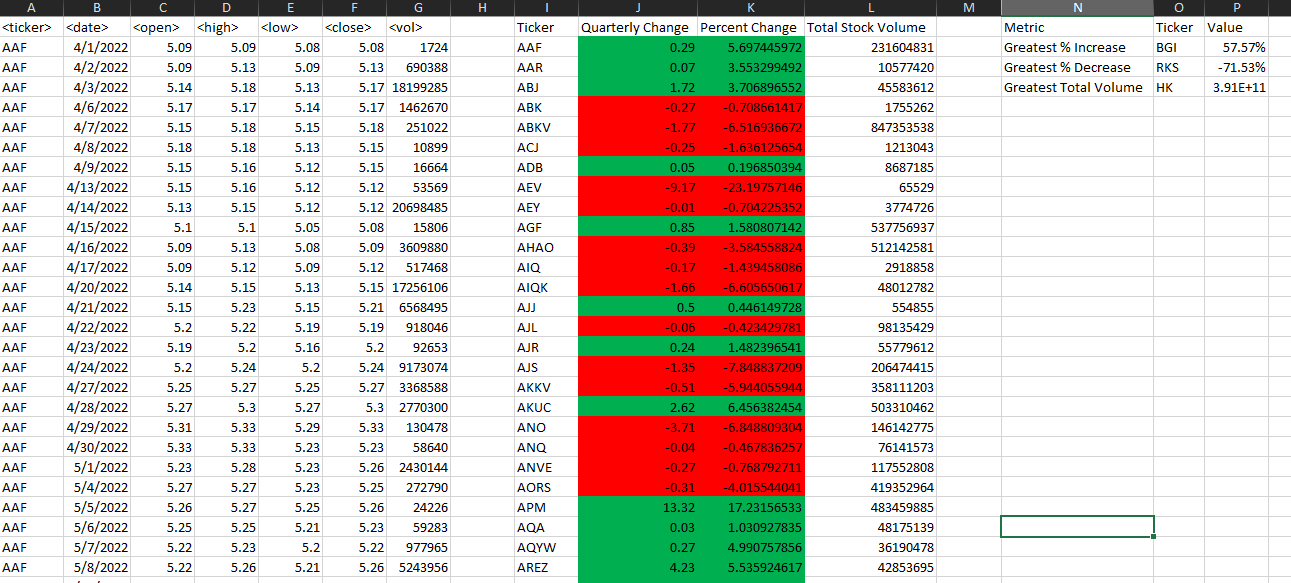 A B C D E F G H I J K L M N O P
<ticker> <date> <open> <high> <low> <close> <vol> Ticker Quarterly Change Percent Change Total Stock Volume Metric Ticker Value
AAF 4/1/2022 5.09 5.09 5.08 5.08 1724 AAF 0.29 5.697445972 231604831 Greatest % Increase BGI 57.57%
AAF 4/2/2022 5.09 5.13 5.09 5.13 690388 AAR 0.07 3.553299492 10577420 Greatest % Decrease RKS -71.53%
AAF 4/3/2022 5.14 5.18 5.13 5.17 18199285 ABJ 1.72 3.706896552 45583612 Greatest Total Volume HK 3.91E+11
AAF 4/6/2022 5.17 5.17 5.14 5.17 1462670 ABK -0.27 -0.708661417 1755262
AAF 4/7/2022 5.15 5.18 5.15 5.18 251022 ABKV -1.77 -6.516936672 847353538
AAF 4/8/2022 5.18 5.18 5.13 5.15 10899 ACJ -0.25 -1.636125654 1213043
AAF 4/9/2022 5.15 5.16 5.12 5.15 16664 ADB 0.05 0.196850394 8687185
AAF 4/13/2022 5.15 5.16 5.12 5.12 53569 AEV -9.17 -23.19757146 65529
AAF 4/14/2022 5.13 5.15 5.12 5.12 20698485 AEY -0.01 -0.704225352 3774726
AAF 4/15/2022 5.1 5.1 5.05 5.08 15806 AGF 0.85 1.580807142 537756937
AAF 4/16/2022 5.09 5.13 5.08 5.09 3609880 AHAO -0.39 -3.584558824 512142581
AAF 4/17/2022 5.09 5.12 5.09 5.12 517468 AIQ -0.17 -1.439458086 2918858
AAF 4/20/2022 5.14 5.15 5.13 5.15 17256106 AIQK -1.66 -6.605650617 48012782
AAF 4/21/2022 5.15 5.23 5.15 5.21 6568495 AJJ 0.5 0.446149728 554855
AAF 4/22/2022 5.2 5.22 5.19 5.19 918046 AJL -0.06 -0.423429781 98135429
AAF 4/23/2022 5.19 5.2 5.16 5.2 92653 AJR 0.24 1.482396541 55779612
AAF 4/24/2022 5.2 5.24 5.2 5.24 9173074 AJS -1.35 -7.848837209 206474415
AAF 4/27/2022 5.25 5.27 5.25 5.27 3368588 AKKV -0.51 -5.944055944 358111203
AAF 4/28/2022 5.27 5.3 5.27 5.3 2770300 AKUC 2.62 6.456382454 503310462
AAF 4/29/2022 5.31 5.33 5.29 5.33 130478 ANO -3.71 -6.848809304 146142775
AAF 4/30/2022 5.33 5.33 5.23 5.23 58640 ANQ -0.04 -0.467836257 76141573
AAF 5/1/2022 5.23 5.28 5.23 5.26 2430144 ANVE -0.27 -0.768792711 117552808
AAF 5/4/2022 5.27 5.27 5.23 5.25 272790 AORS -0.31 -4.015544041 419352964
AAF 5/5/2022 5.26 5.27 5.25 5.26 24226 APM 13.32 17.23156533 483459885
AAF 5/6/2022 5.25 5.25 5.21 5.23 59283 AQA 0.03 1.030927835 48175139
AAF 5/7/2022 5.22 5.23 5.2 5.22 977965 AQYW 0.27 4.990757856 36190478
AAF 5/8/2022 5.22 5.26 5.21 5.26 5243956 AREZ 4.23 5.535924617 42853695